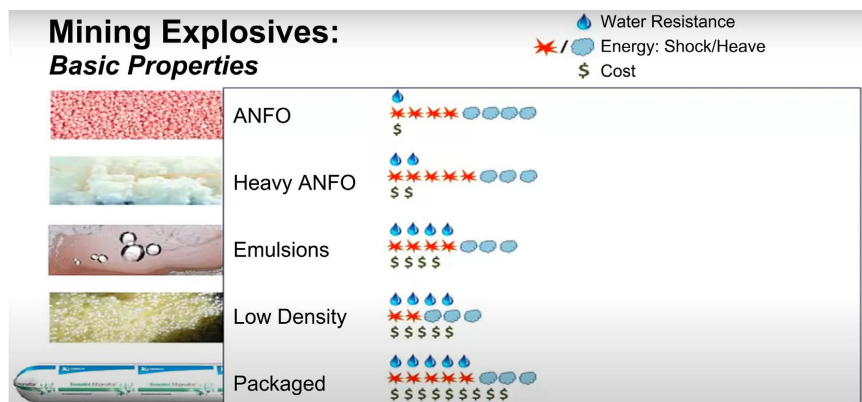 Mining Explosives:
Basic Properties
Water Resistance
/ Energy: Shock/Heave
$ Cost
ANFO
$
Heavy ANFO
$ $
Emulsions
$ $ $ $
Low Density
$ $ $ $ $
Packaged
$ $ $ $ $ $ $ $ $